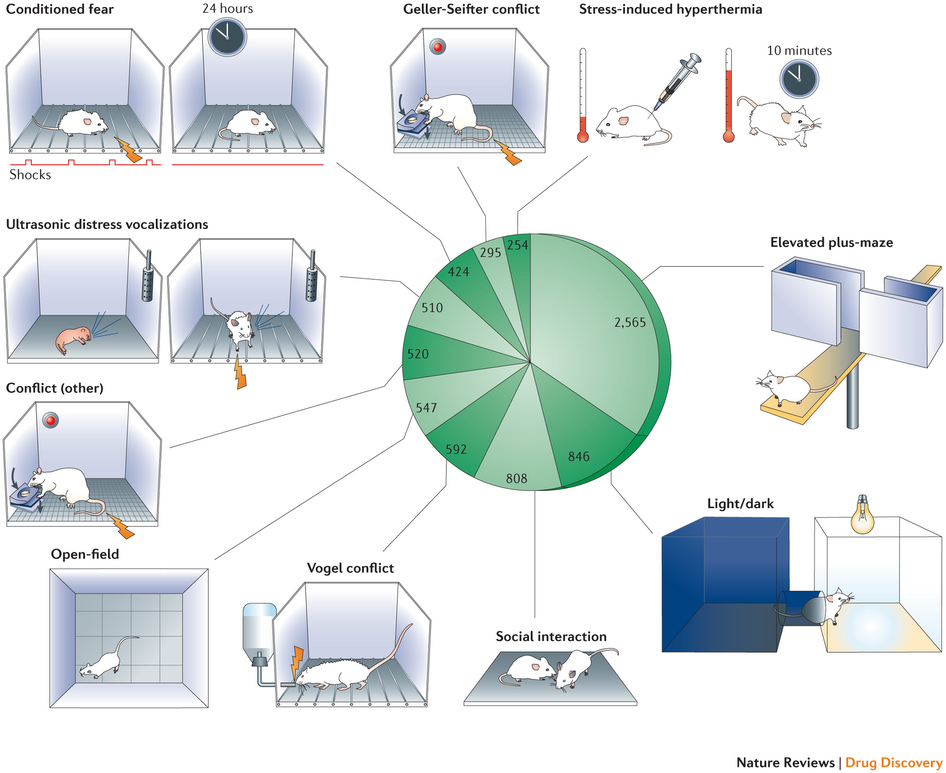 Conditioned fear
24 hours
Geller-Seifter conflict
Stress-induced hyperthermia
10 minutes
Shocks
Ultrasonic distress vocalizations
Elevated plus-maze
254
295
424
510
2,565
520
547
592
808
846
Conflict (other)
Light/dark
Open-field
Vogel conflict
Social interaction
Nature Reviews | Drug Discovery